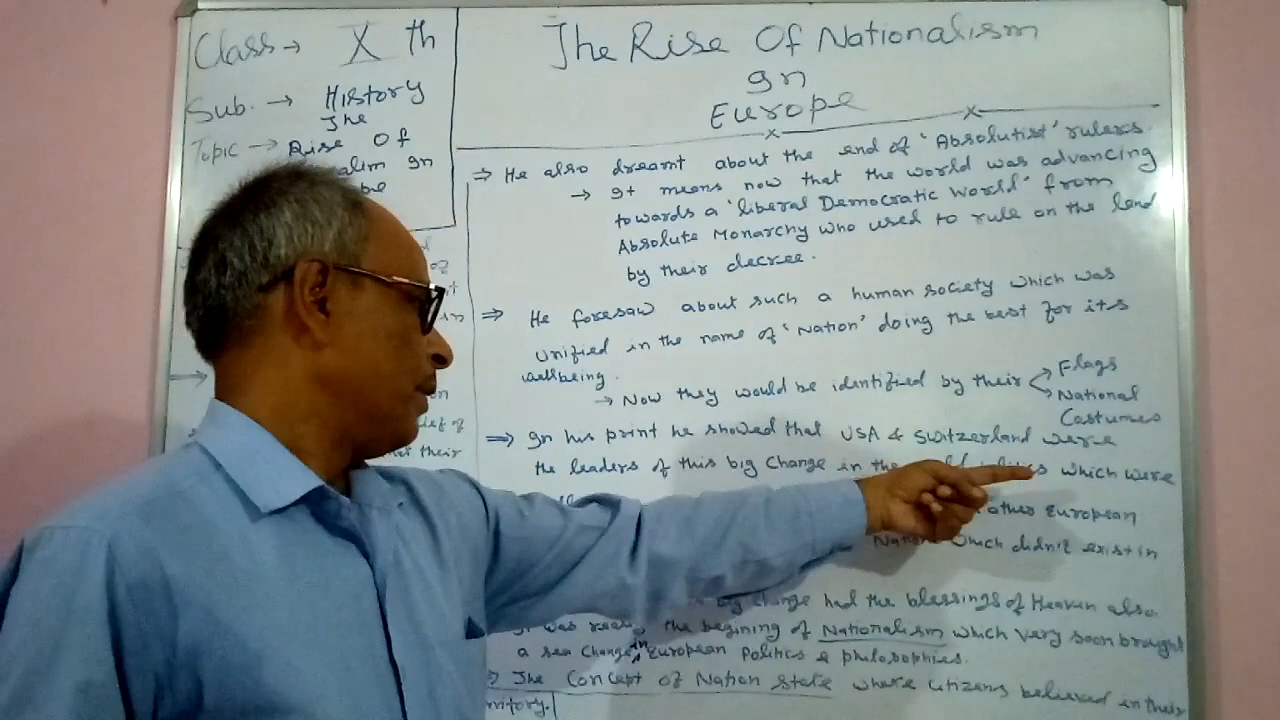 Class → X th
Sub. → History
The
Topic → Rise Of
alim In
The Rise Of Nationalism
In
Europe
⇒ He also dreamt about the end of 'Absolutist' rulers.
→ It means now that the world was advancing
towards a 'liberal Democratic World' from
Absolute Monarchy who used to rule on the land
by their decree.
⇒ He foresaw about such a human society which was
unified in the name of 'Nation' doing the best for its
wellbeing.
→ Now they would be identified by their
Flags
National
Costumes
⇒ In his print he showed that USA & Switzerland were
the leaders of this big change in the which were
other European
which didn't exist in
change had the blessings of Heaven also
It was really the begining of Nationalism which very soon brought
a sea change in European Politics & philosophies.
The Concept of Nation state where citizens believed in their
their